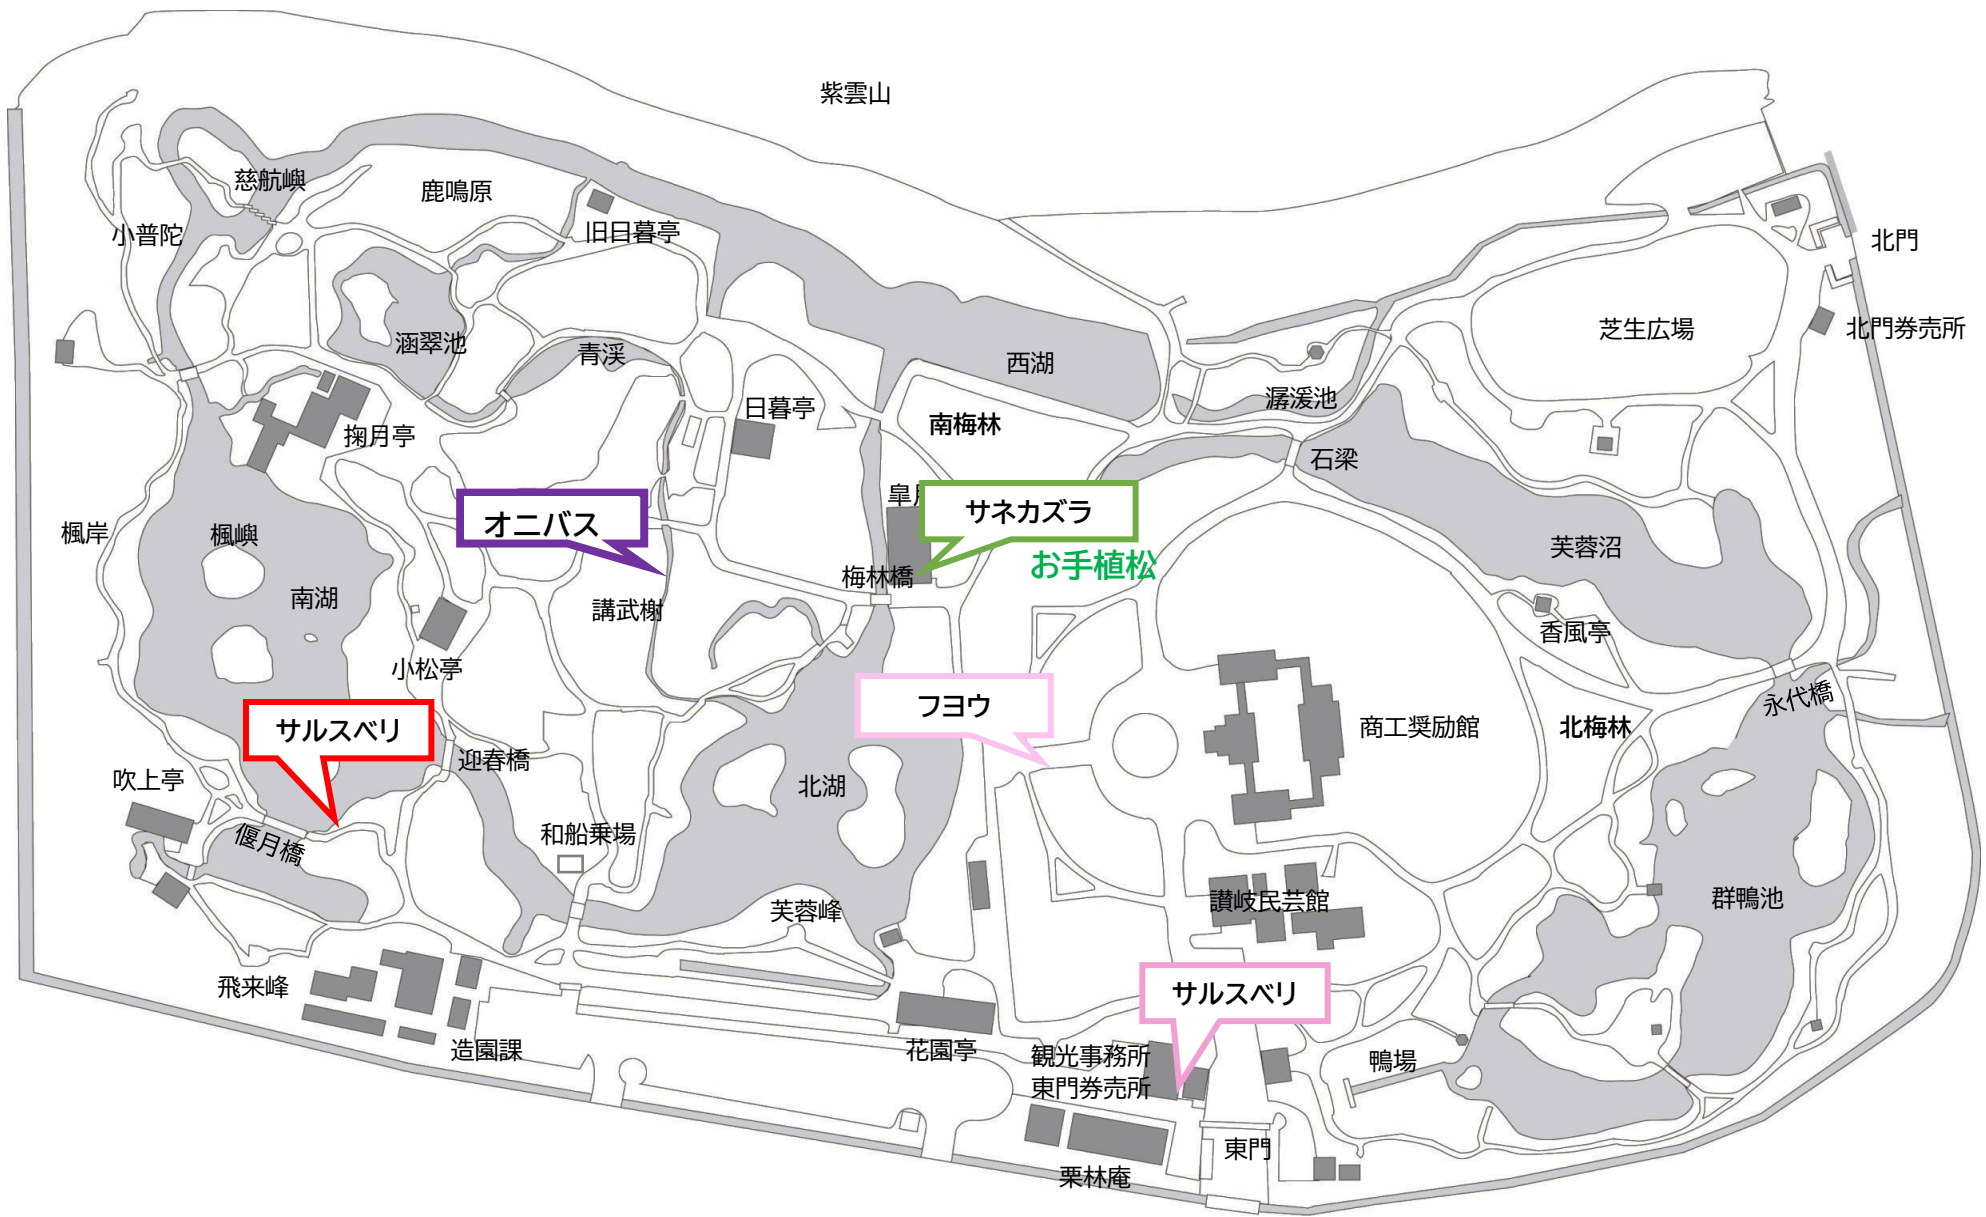 紫雲山
慈航嶼
鹿鳴原
小普陀
旧日暮亭
北門
涵翠池
青渓
西湖
芝生広場
北門券売所
潺湲池
日暮亭
南梅林
掬月亭
石梁
皐月
サネカズラ
オニバス
楓岸
楓嶼
芙蓉沼
お手植松
梅林橋
南湖
講武榭
香風亭
小松亭
フヨウ
永代橋
サルスベリ
商工奨励館
北梅林
迎春橋
吹上亭
北湖
和船乗場
偃月橋
讃岐民芸館
群鴨池
芙蓉峰
飛来峰
サルスベリ
造園課
花園亭
観光事務所
東門券売所
鴨場
東門
栗林庵